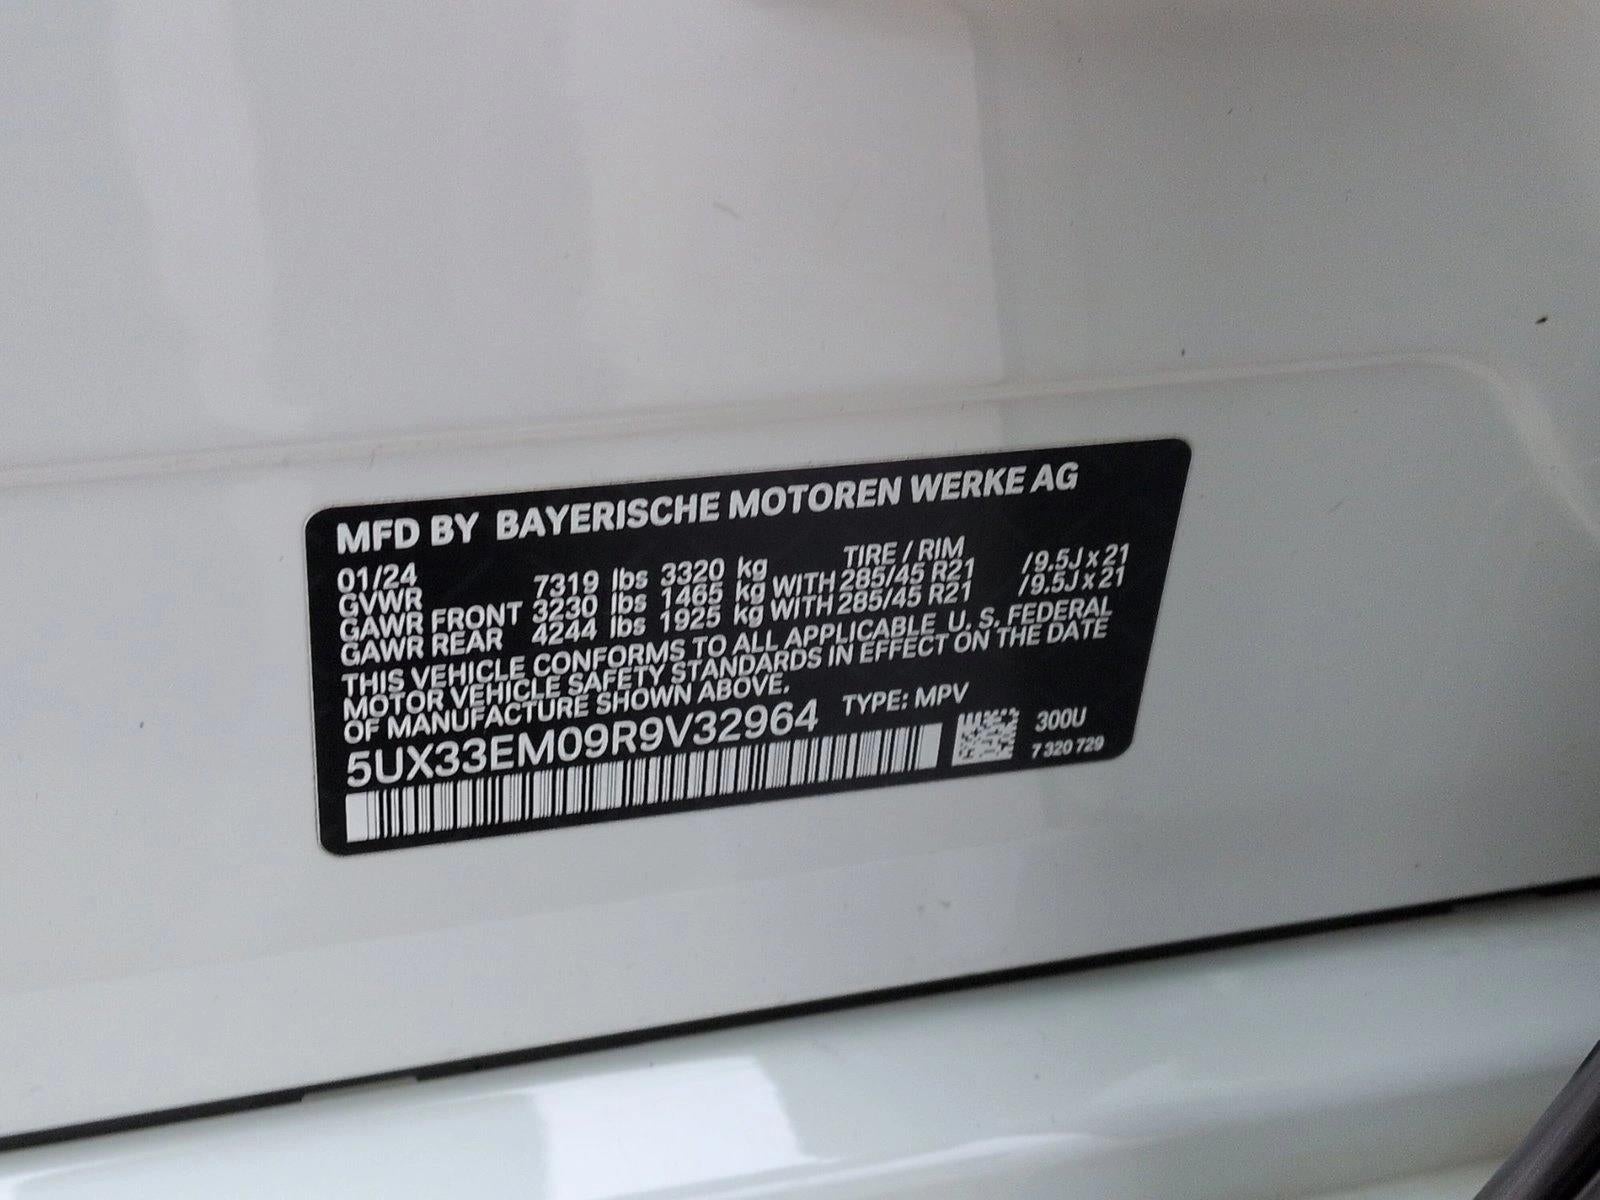 MFD BY BAYERISCHE MOTOREN WERKE AG
01/24 TIRE / RIM
GVWR 7319 lbs 3320 kg
GAWR FRONT 3230 lbs 1465 kg WITH 285/45 R21 /9.5J x 21
GAWR REAR 4244 lbs 1925 kg WITH 285/45 R21 /9.5J x 21
THIS VEHICLE CONFORMS TO ALL APPLICABLE U. S. FEDERAL
MOTOR VEHICLE SAFETY STANDARDS IN EFFECT ON THE DATE
OF MANUFACTURE SHOWN ABOVE.
5UX33EM09R9V32964 TYPE: MPV
300U
7 320 729